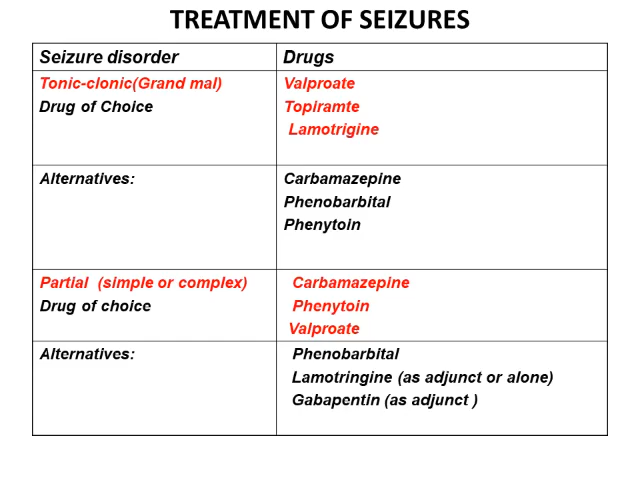 TREATMENT OF SEIZURES
Seizure disorder
Drugs
Tonic-clonic(Grand mal)
Drug of Choice
Valproate
Topiramte
Lamotrigine
Alternatives:
Carbamazepine
Phenobarbital
Phenytoin
Partial (simple or complex)
Drug of choice
Carbamazepine
Phenytoin
Valproate
Alternatives:
Phenobarbital
Lamotringine (as adjunct or alone)
Gabapentin (as adjunct )